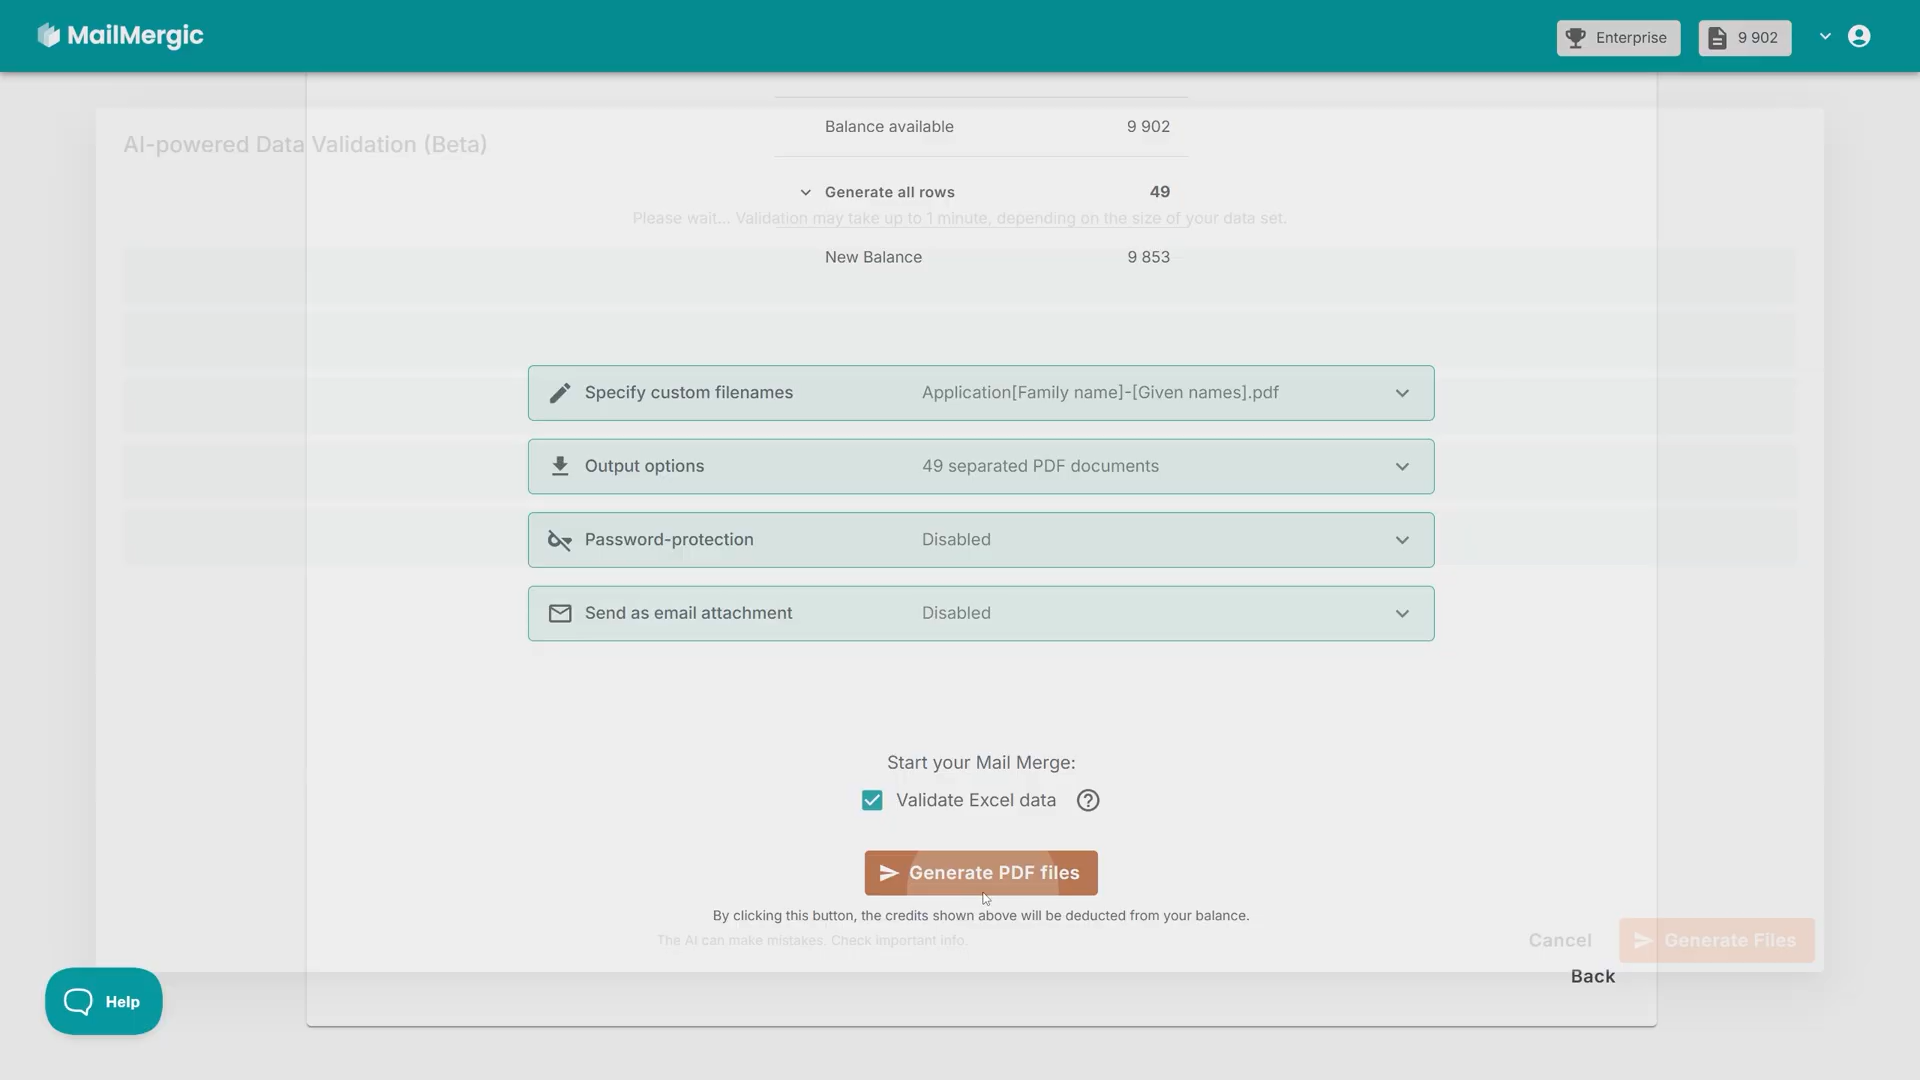 MailMergic
Enterprise
9 902
Balance available 9 902
AI-powered Data Validation (Beta)
Generate all rows 49
Please wait... Validation may take up to 1 minute, depending on the size of your data set.
New Balance 9 853
Specify custom filenames Application[Family name]-[Given names].pdf
Output options 49 separated PDF documents
Password-protection Disabled
Send as email attachment Disabled
Start your Mail Merge:
Validate Excel data
Generate PDF files
By clicking this button, the credits shown above will be deducted from your balance.
The AI can make mistakes. Check important info.
Cancel
Generate Files
Back
Help